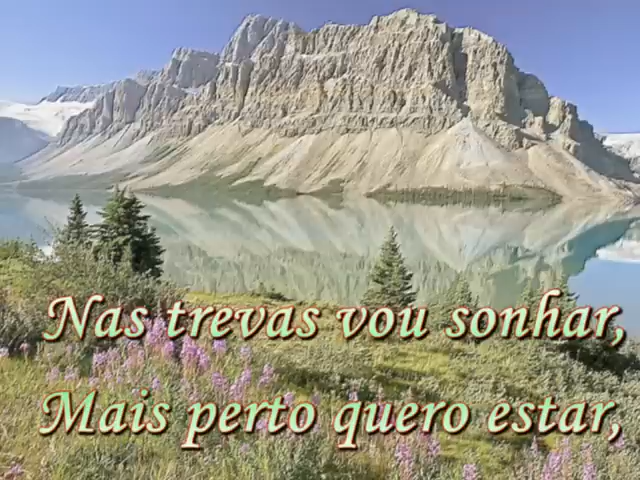 Nas trevas vou sonhar,
Mais perto quero estar,